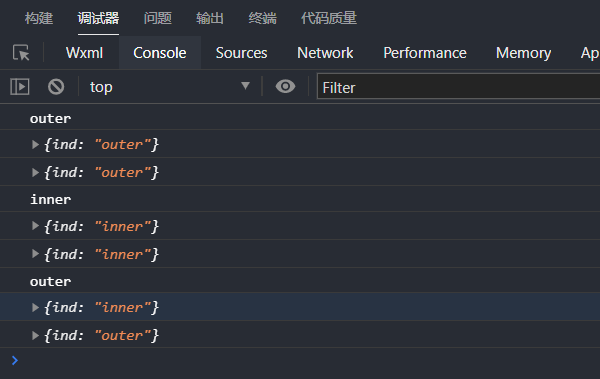 构建 调试器 问题 输出 终端 代码质量
Wxml Console Sources Network Performance Memory Ap
top Filter
outer
{ind: "outer"}
{ind: "outer"}
inner
{ind: "inner"}
{ind: "inner"}
outer
{ind: "inner"}
{ind: "outer"}